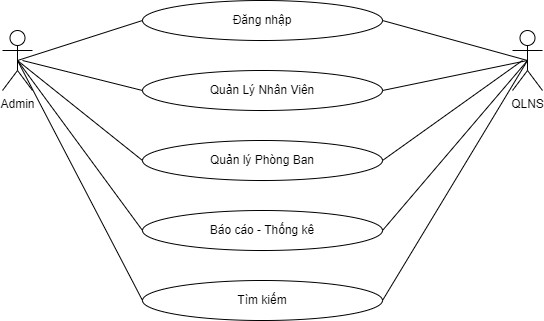 Đăng nhập
Quản Lý Nhân Viên
Admin
QLNS
Quản lý Phòng Ban
Báo cáo - Thống kê
Tìm kiếm